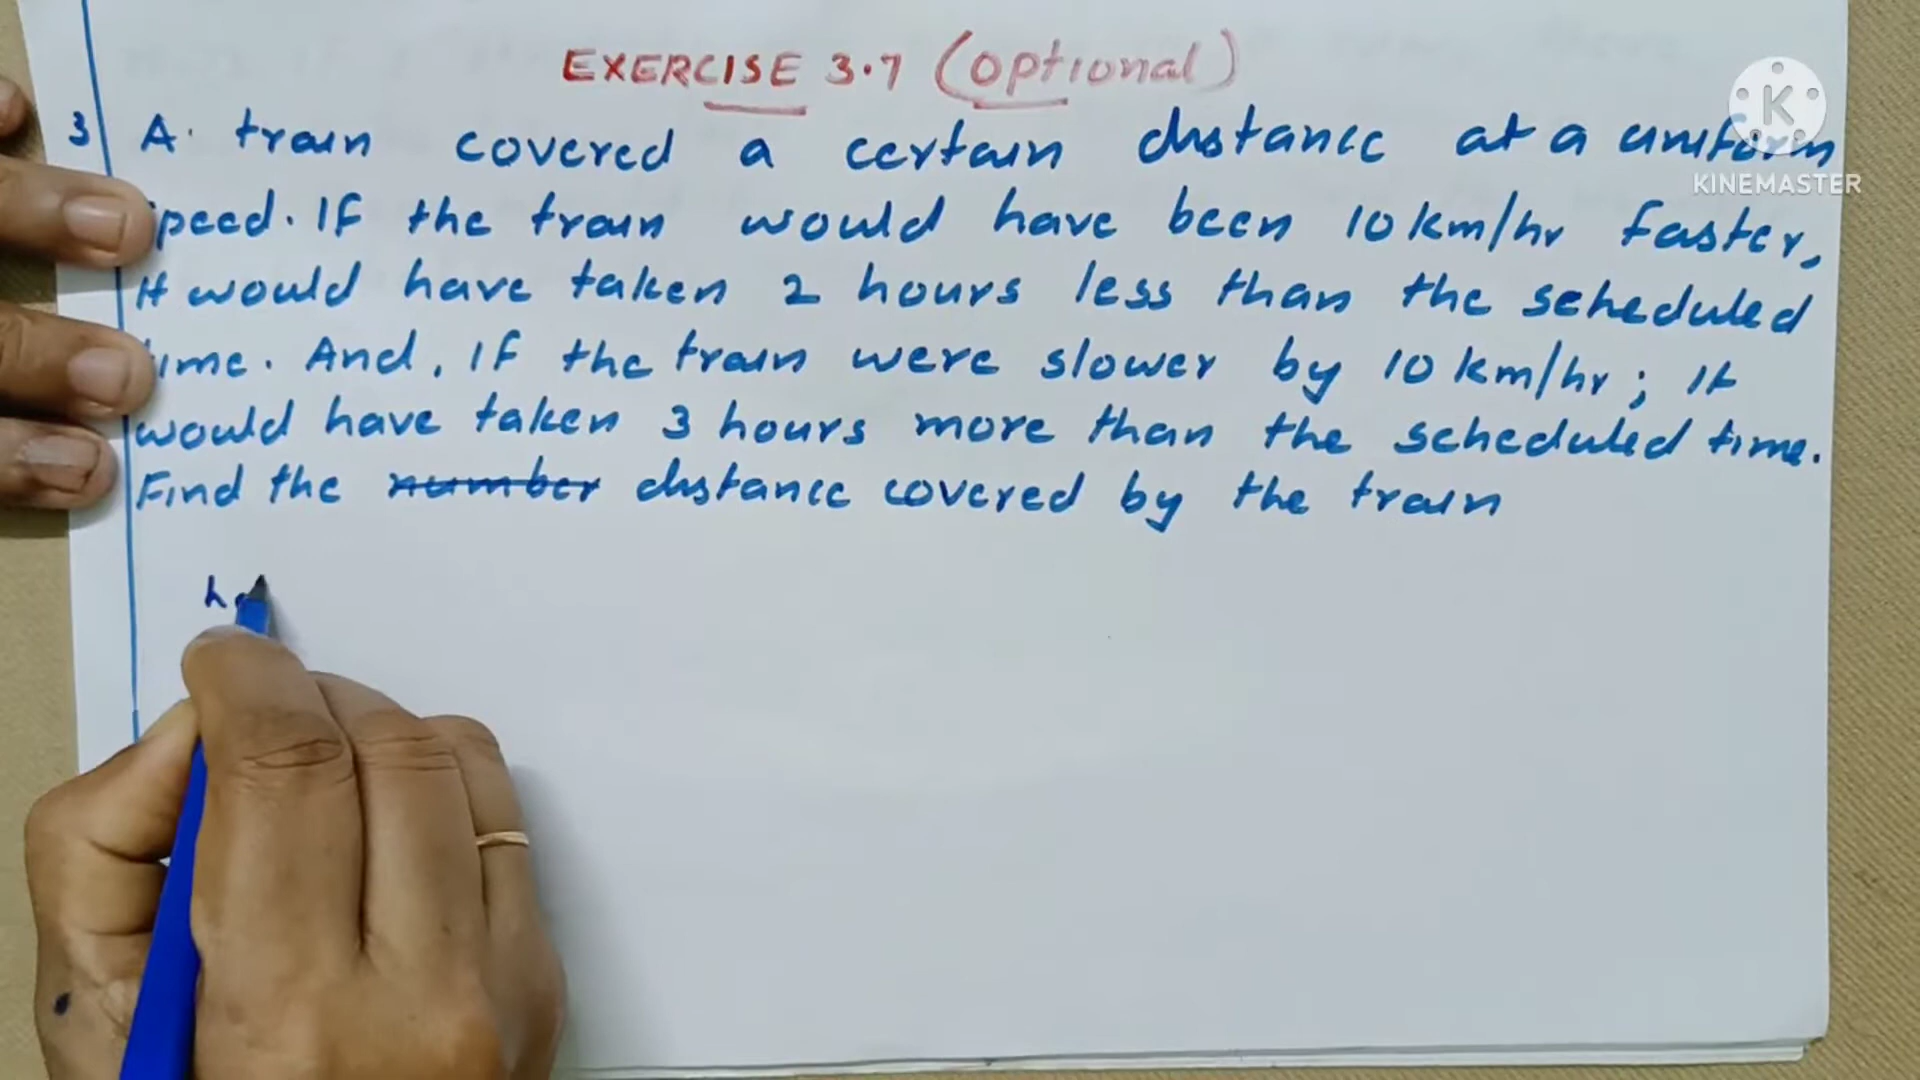 EXERCISE 3.7 (optional)
3 A. train covered a certain distance at a uniform
speed. If the train would have been 10 km/hr faster,
it would have taken 2 hours less than the scheduled
time. And, if the train were slower by 10 km/hr; it
would have taken 3 hours more than the scheduled time.
Find the number distance covered by the train
K
KINEMASTER